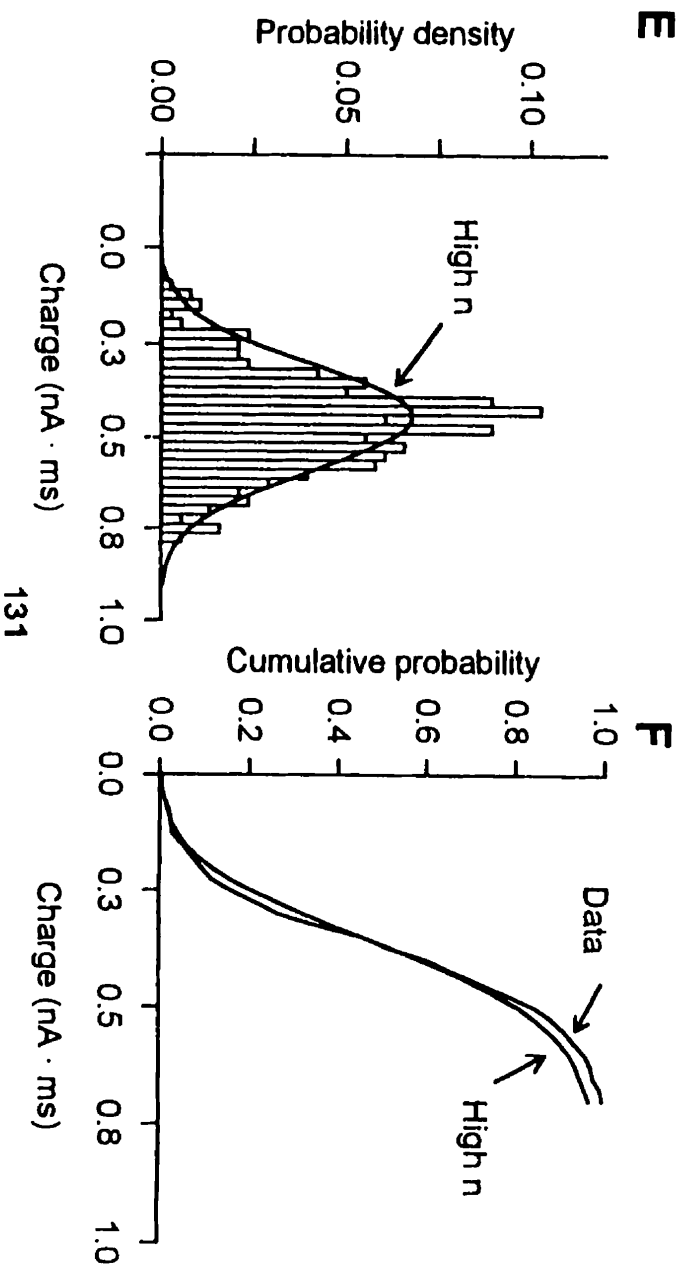 E
Probability density
0.10
0.05
0.00
High n
0.0
0.3
0.5
0.8
1.0
Charge (nA · ms)
F
Cumulative probability
1.0
0.8
0.6
0.4
0.2
0.0
Data
High n
0.0
0.3
0.5
0.8
1.0
Charge (nA · ms)
131